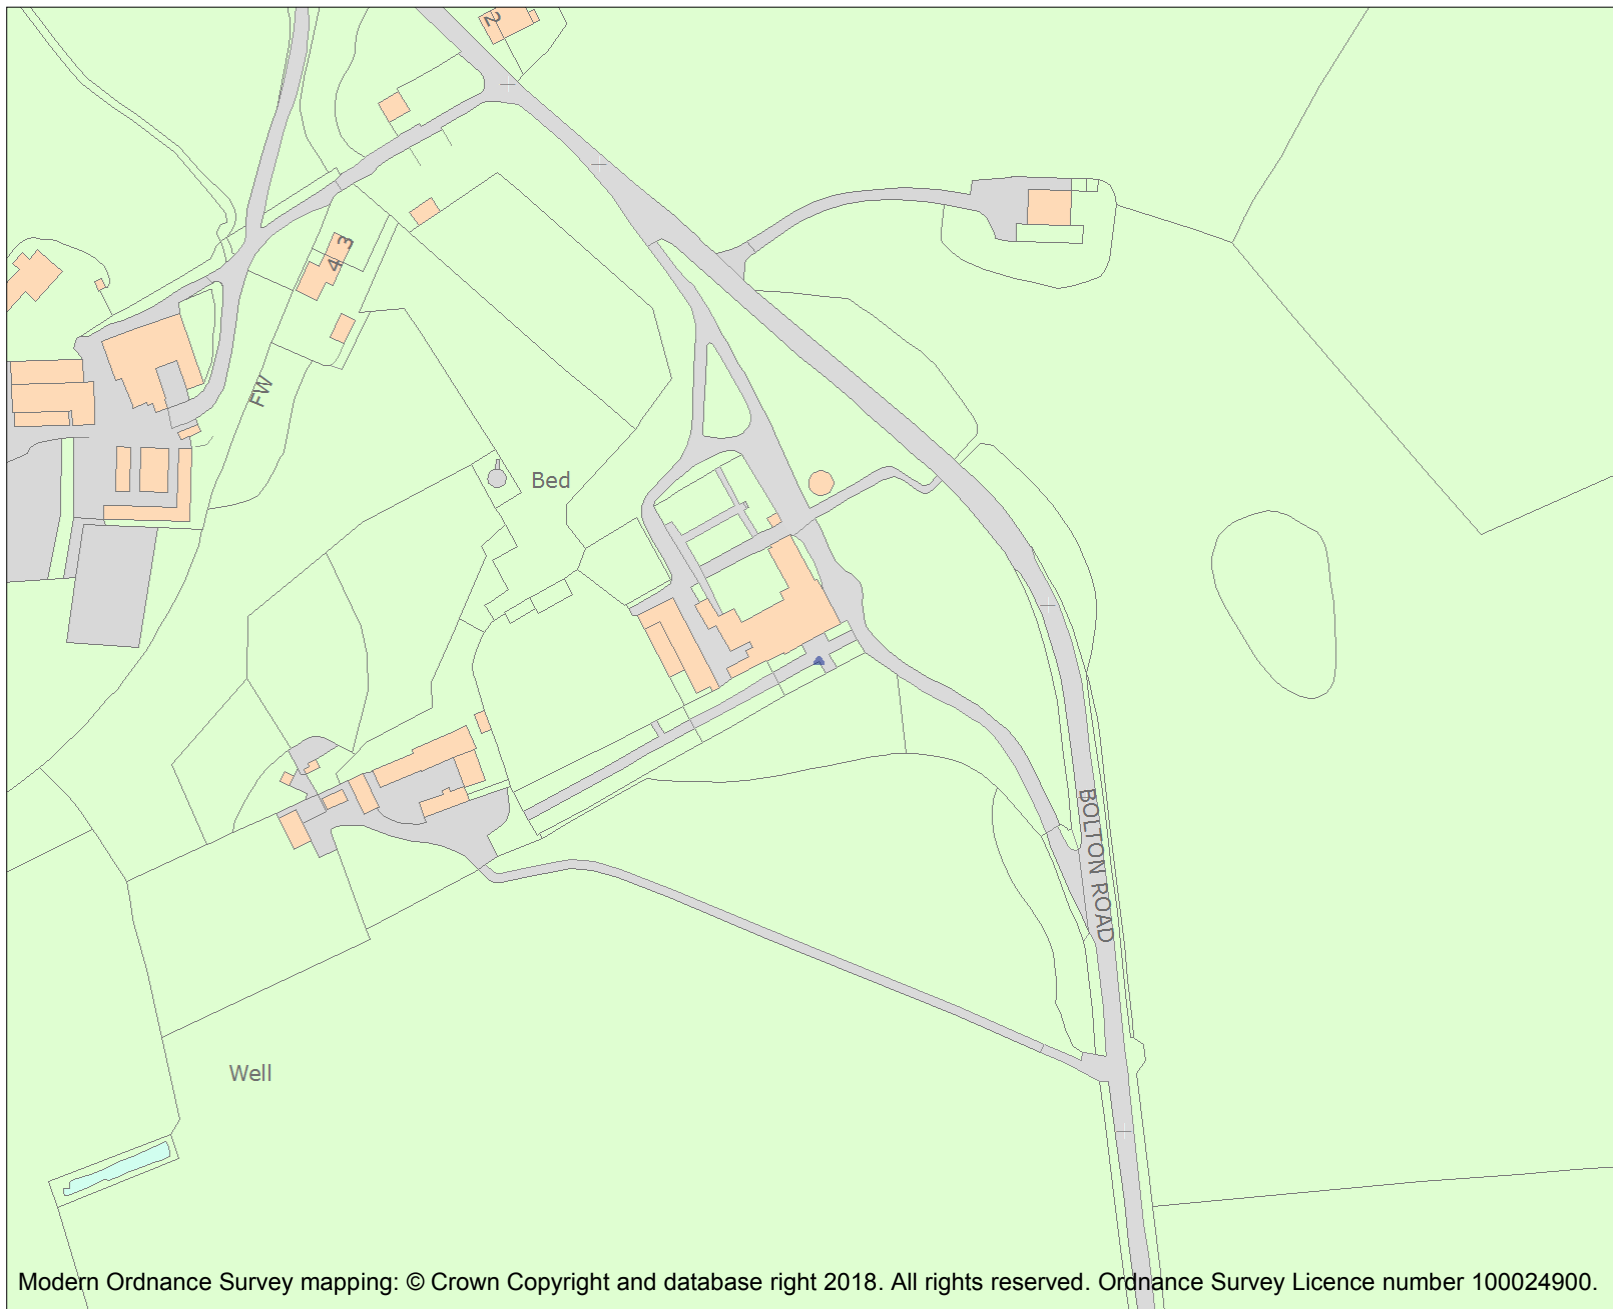 2
3
4
FW
Bed
BOLTON ROAD
Well
Modern Ordnance Survey mapping: © Crown Copyright and database right 2018. All rights reserved. Ordnance Survey Licence number 100024900.